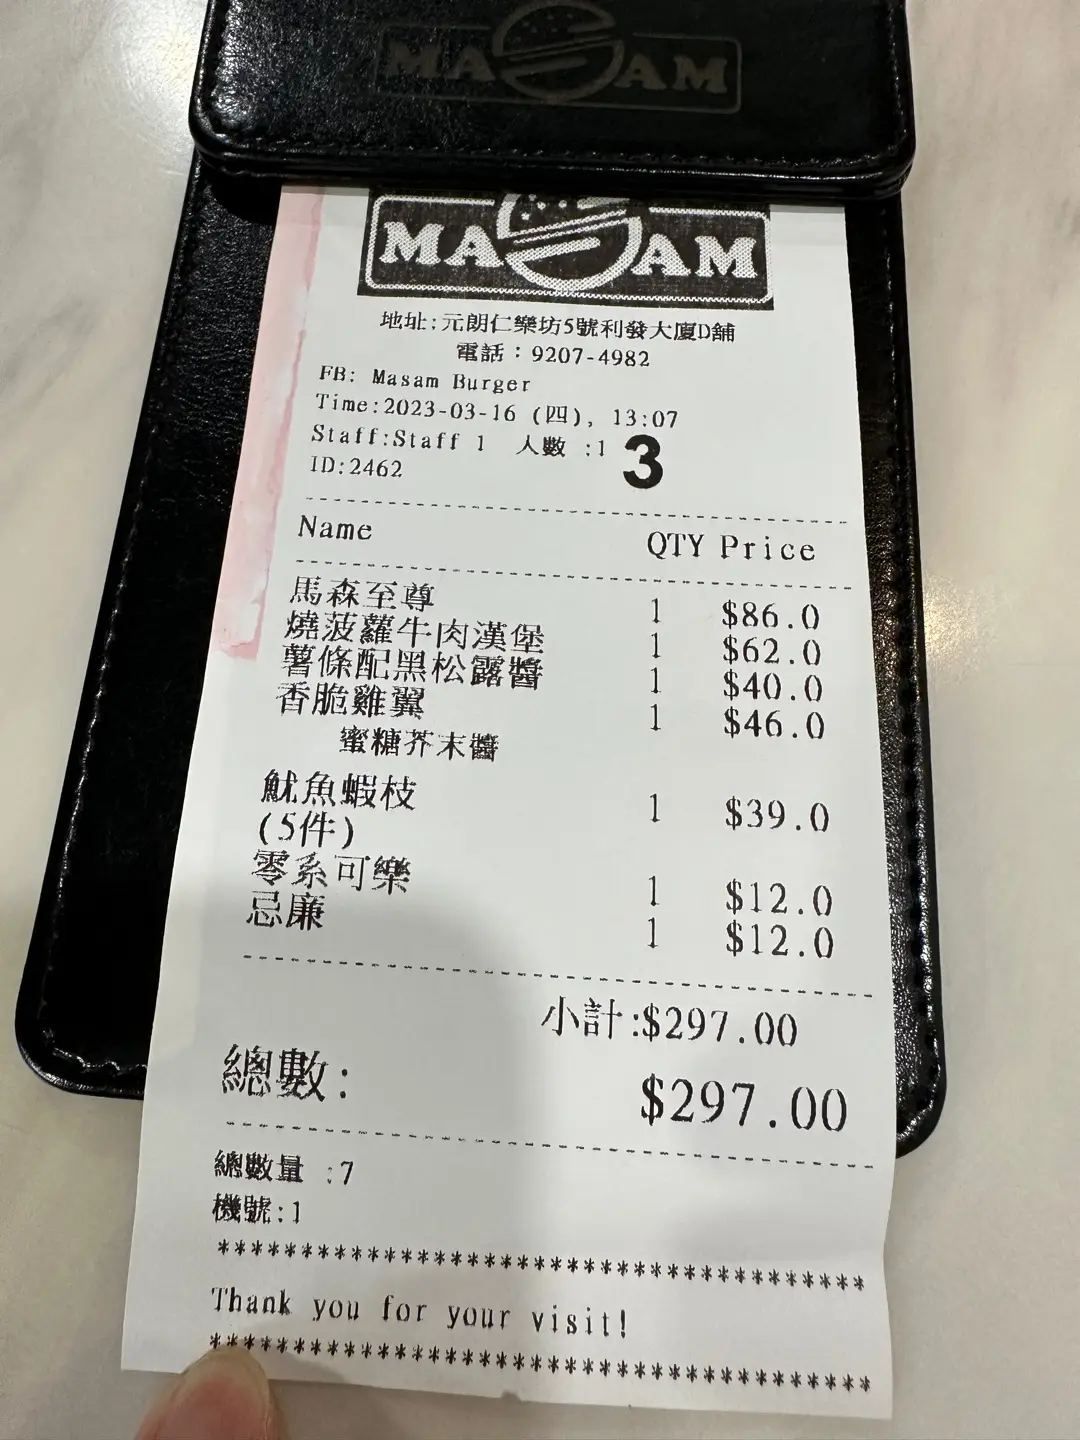 MASAM
MASAM
地址:元朗仁樂坊5號利發大廈D舖
電話：9207-4982
FB: Masam Burger
Time:2023-03-16 (四), 13:07
Staff:Staff 1 人數 :1 3
ID:2462
Name QTY Price
馬森至尊 1 $86.0
燒菠蘿牛肉漢堡 1 $62.0
薯條配黑松露醬 1 $40.0
香脆雞翼 1 $46.0
蜜糖芥末醬
魷魚蝦枝 1 $39.0
(5件)
零系可樂 1 $12.0
忌廉 1 $12.0
小計:$297.00
總數: $297.00
總數量 :7
機號:1
***************************************
Thank you for your visit!
***************************************